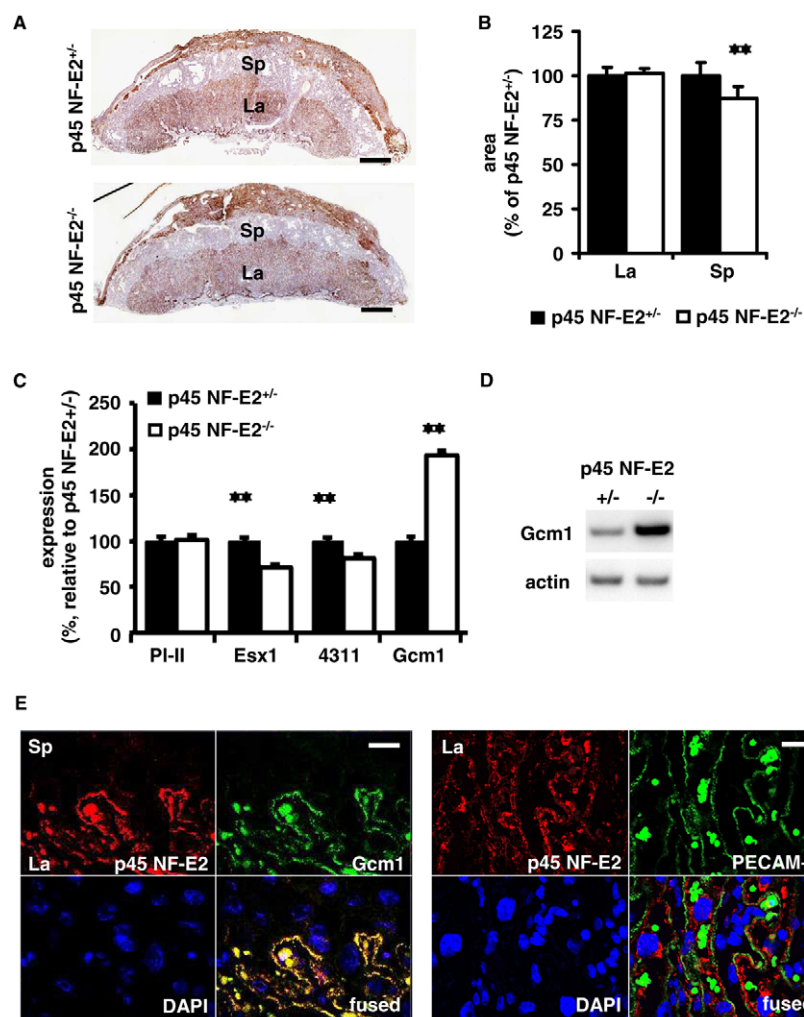 A
p45 NF-E2+/-
Sp
La
p45 NF-E2-/-
Sp
La
B
area
(% of p45 NF-E2+/-)
125
100
75
50
25
0
**
La
Sp
p45 NF-E2+/-
p45 NF-E2-/-
C
expression
(%, relative to p45 NF-E2+/-)
250
200
150
100
50
0
p45 NF-E2+/-
p45 NF-E2-/-
**
**
**
Pl-II
Esx1
4311
Gcm1
D
p45 NF-E2
+/-
-/-
Gcm1
actin
E
Sp
La
p45 NF-E2
Gcm1
DAPI
fused
La
p45 NF-E2
PECAM-
DAPI
fused